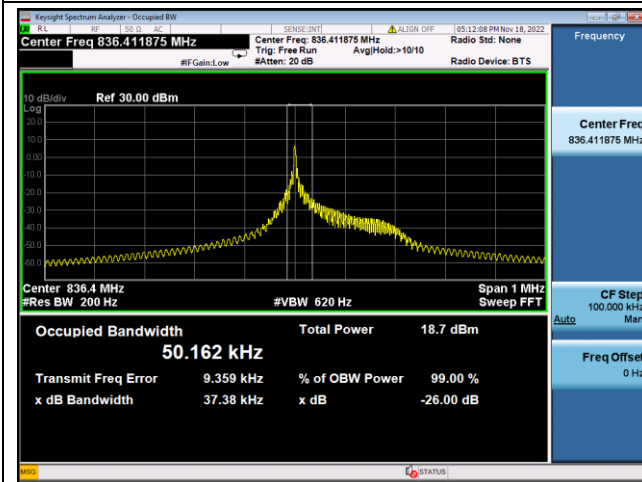 Keysight Spectrum Analyzer - Occupied BW
RL RF 50 Ω AC SENSE:INT ALIGN OFF 05:12:08 PM Nov 18, 2022
Center Freq 836.411875 MHz Center Freq: 836.411875 MHz Radio Std: None
Trig: Free Run Avg|Hold:>10/10
#IFGain:Low #Atten: 20 dB Radio Device: BTS
Frequency
10 dB/div Ref 30.00 dBm
Log
20.0
10.0
0.00
-10.0
-20.0
-30.0
-40.0
-50.0
-60.0
Center 836.4 MHz Span 1 MHz
#Res BW 200 Hz #VBW 620 Hz Sweep FFT
Occupied Bandwidth Total Power 18.7 dBm
50.162 kHz
Transmit Freq Error 9.359 kHz % of OBW Power 99.00 %
x dB Bandwidth 37.38 kHz x dB -26.00 dB
Center Freq
836.411875 MHz
CF Step
100.000 kHz
Auto Man
Freq Offset
0 Hz
MSG STATUS